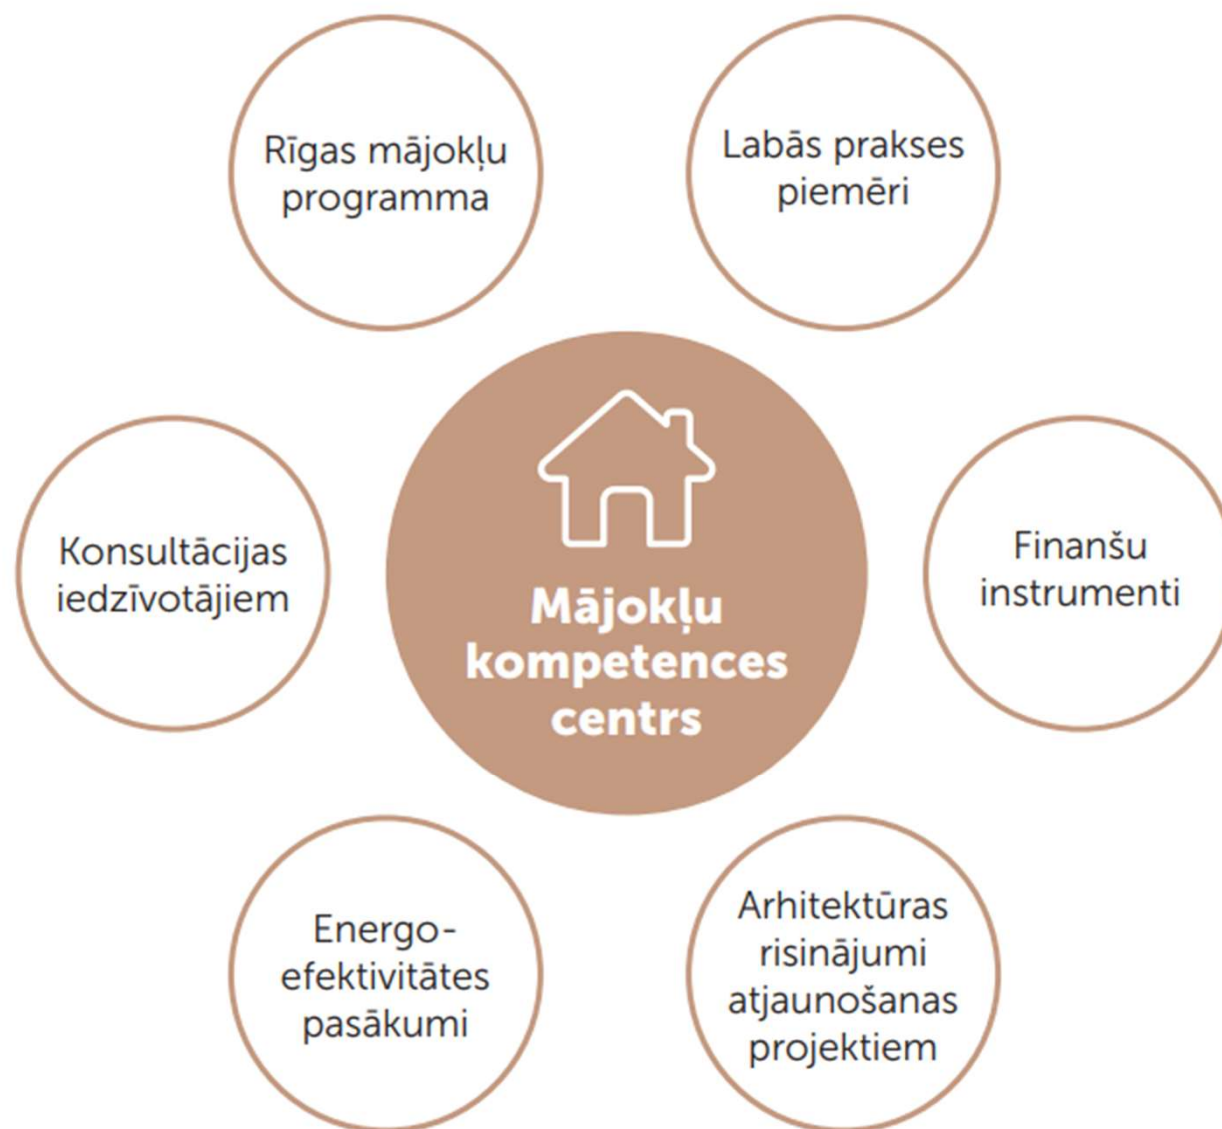 Rīgas mājokļu
programma
Labās prakses
piemēri
Konsultācijas
iedzīvotājiem
Mājokļu
kompetences
centrs
Finanšu
instrumenti
Energo-
efektivitātes
pasākumi
Arhitektūras
risinājumi
atjaunošanas
projektiem